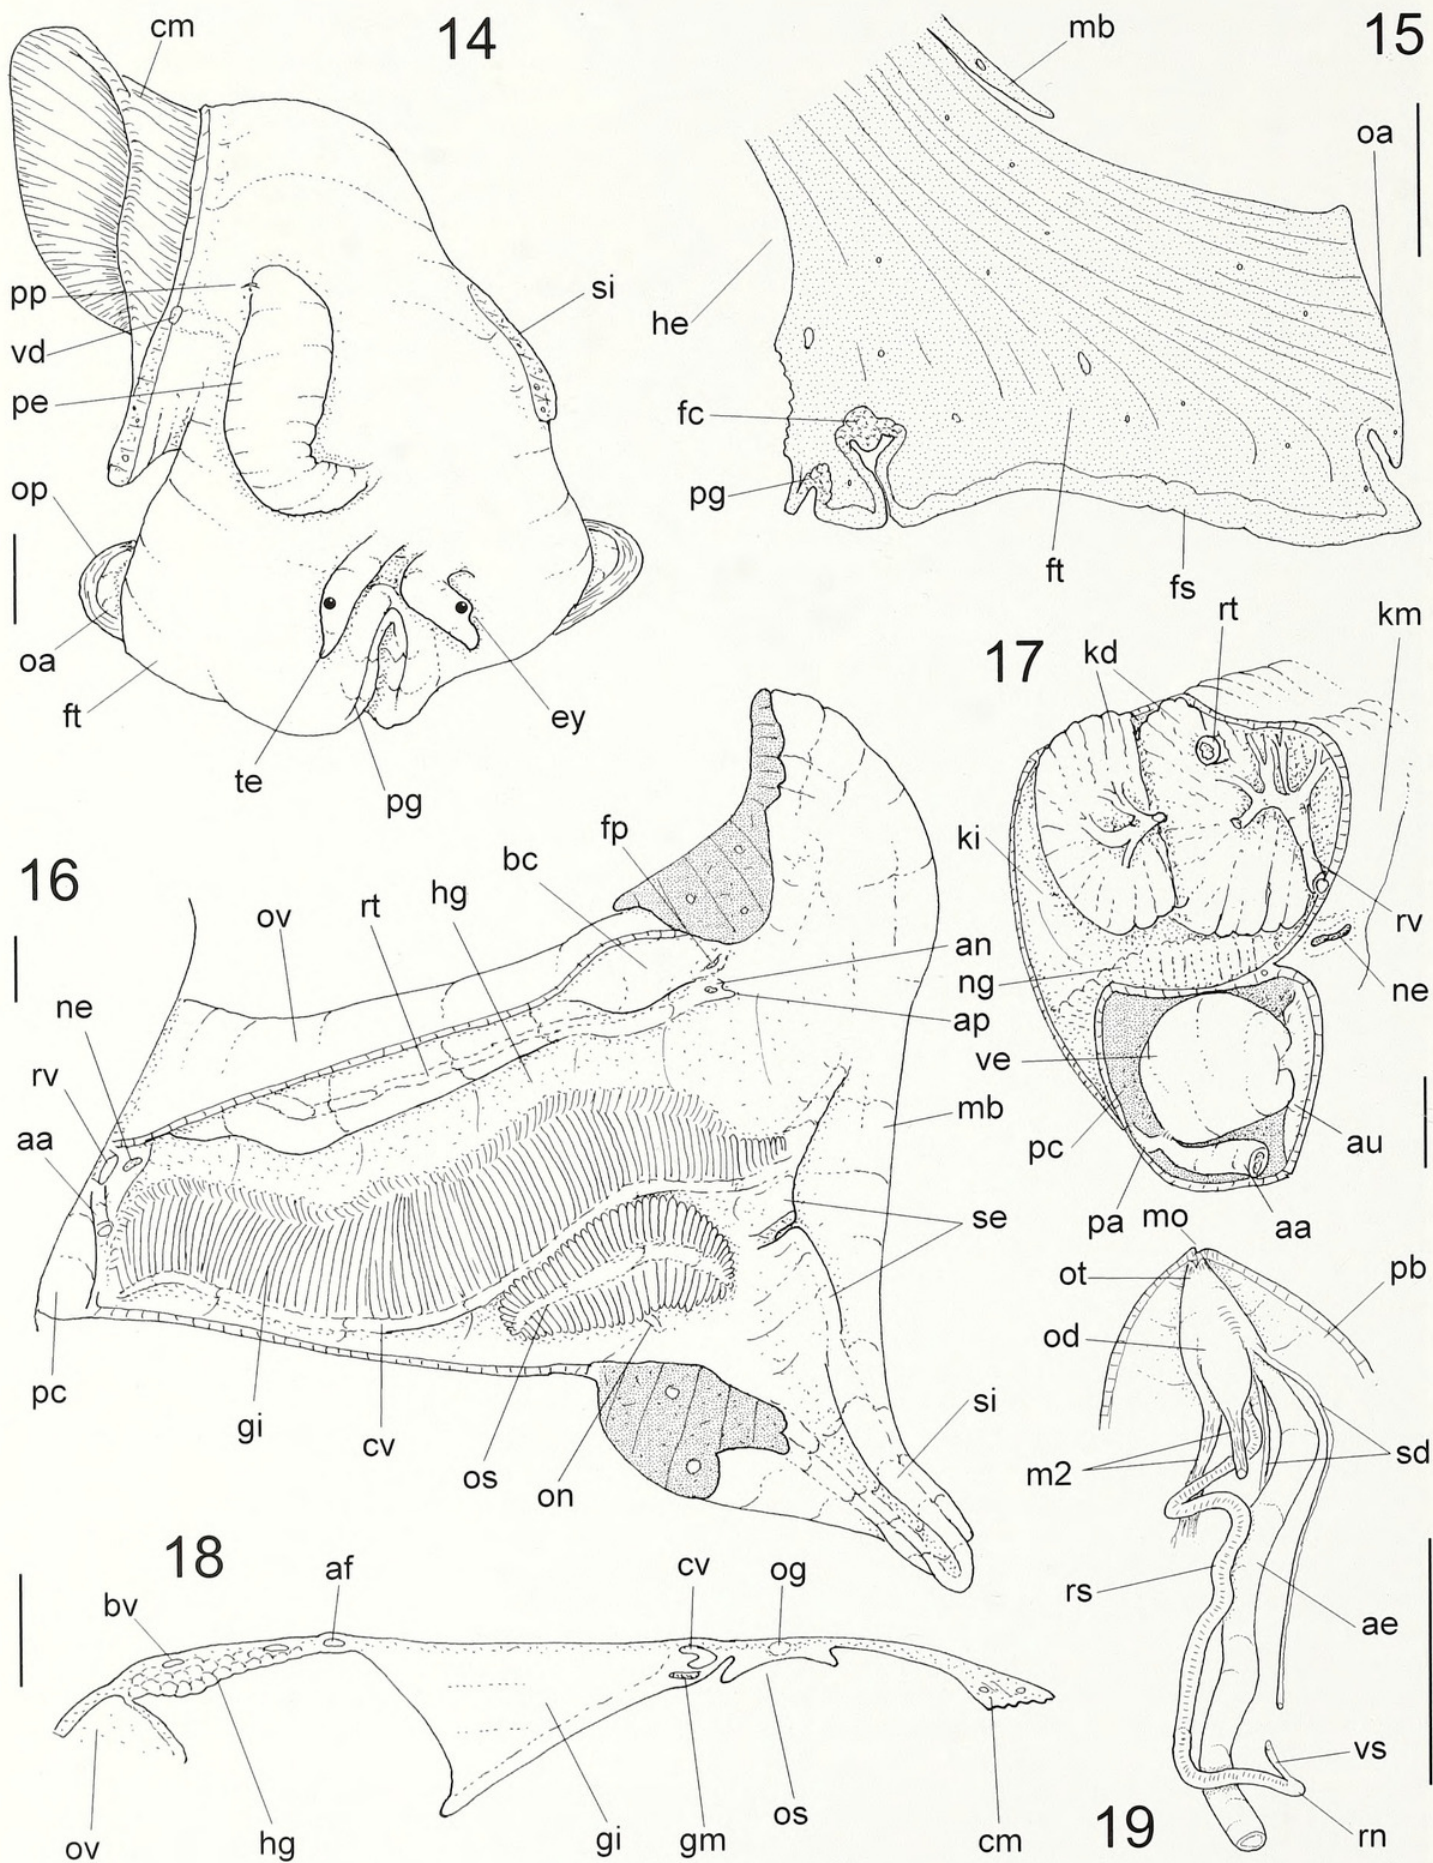 14
cm
pp
vd
pe
op
oa
ft
te
pg
ey
si
15
mb
oa
he
fc
pg
ft
fs
16
ov
rt
hg
bc
fp
ne
rv
aa
pc
gi
cv
os
on
an
ap
mb
se
si
17
kd
rt
km
ki
ng
rv
ne
ve
pc
au
pa
aa
18
bv
af
cv
og
ov
hg
gi
gm
os
cm
19
mo
ot
pb
od
m2
sd
rs
ae
vs
rn